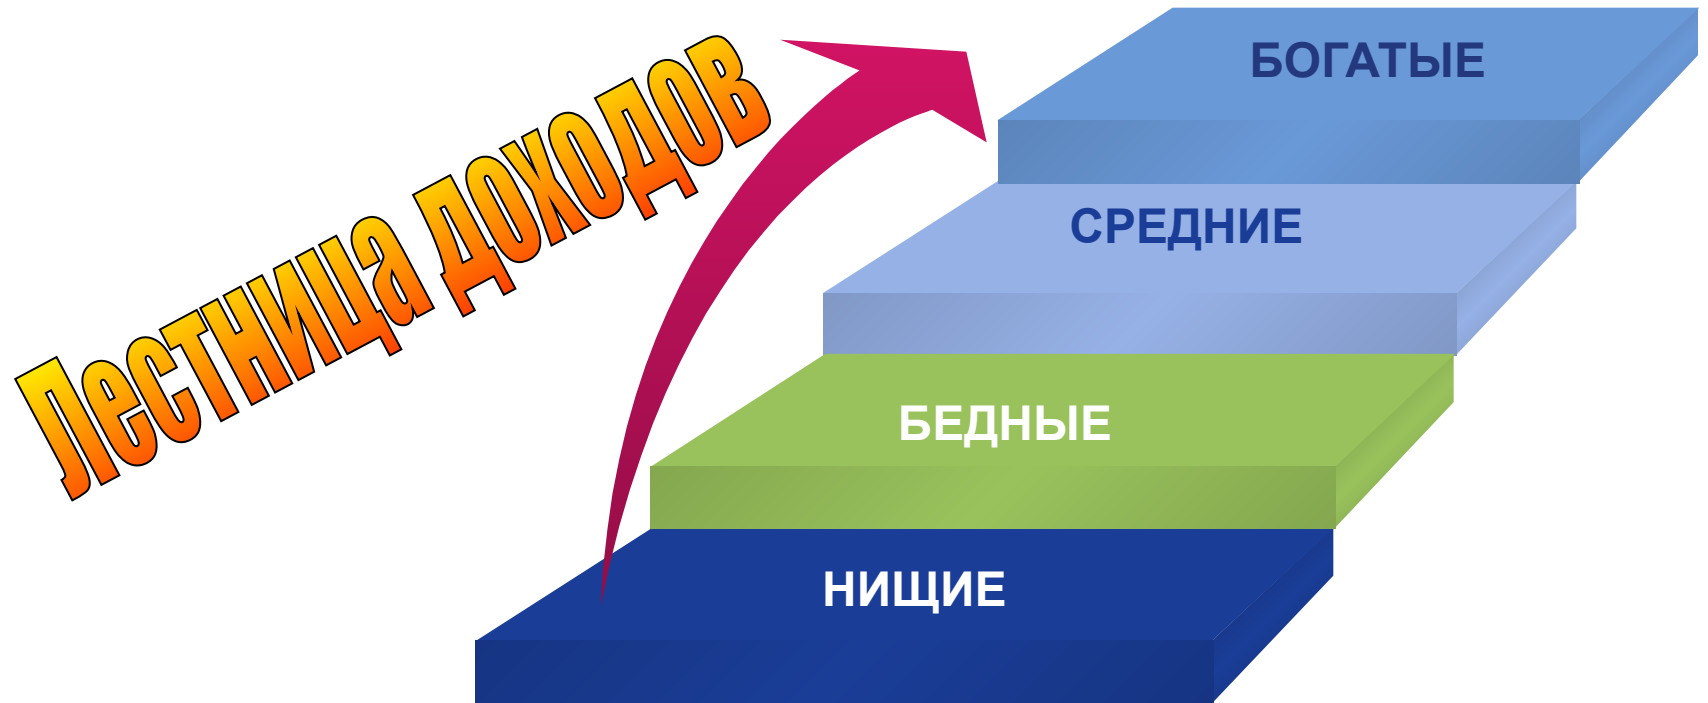 Лестница доходов
БОГАТЫЕ
СРЕДНИЕ
БЕДНЫЕ
НИЩИЕ